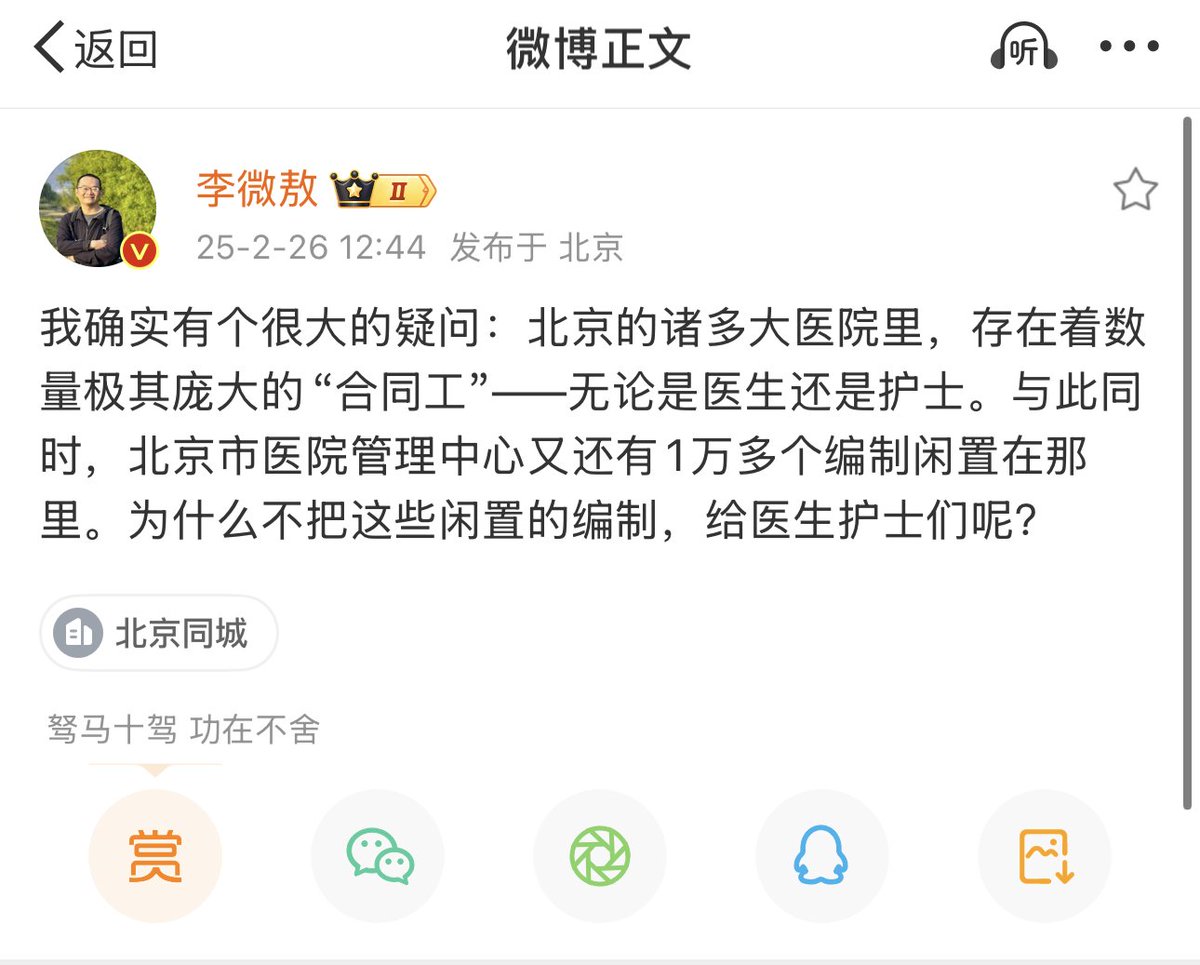 返回
微博正文
听
李微敖
II
V
25-2-26 12:44 发布于 北京
我确实有个很大的疑问：北京的诸多大医院里，存在着数
量极其庞大的“合同工”——无论是医生还是护士。与此同
时，北京市医院管理中心又还有1万多个编制闲置在那
里。为什么不把这些闲置的编制，给医生护士们呢？
北京同城
驽马十驾 功在不舍
赏